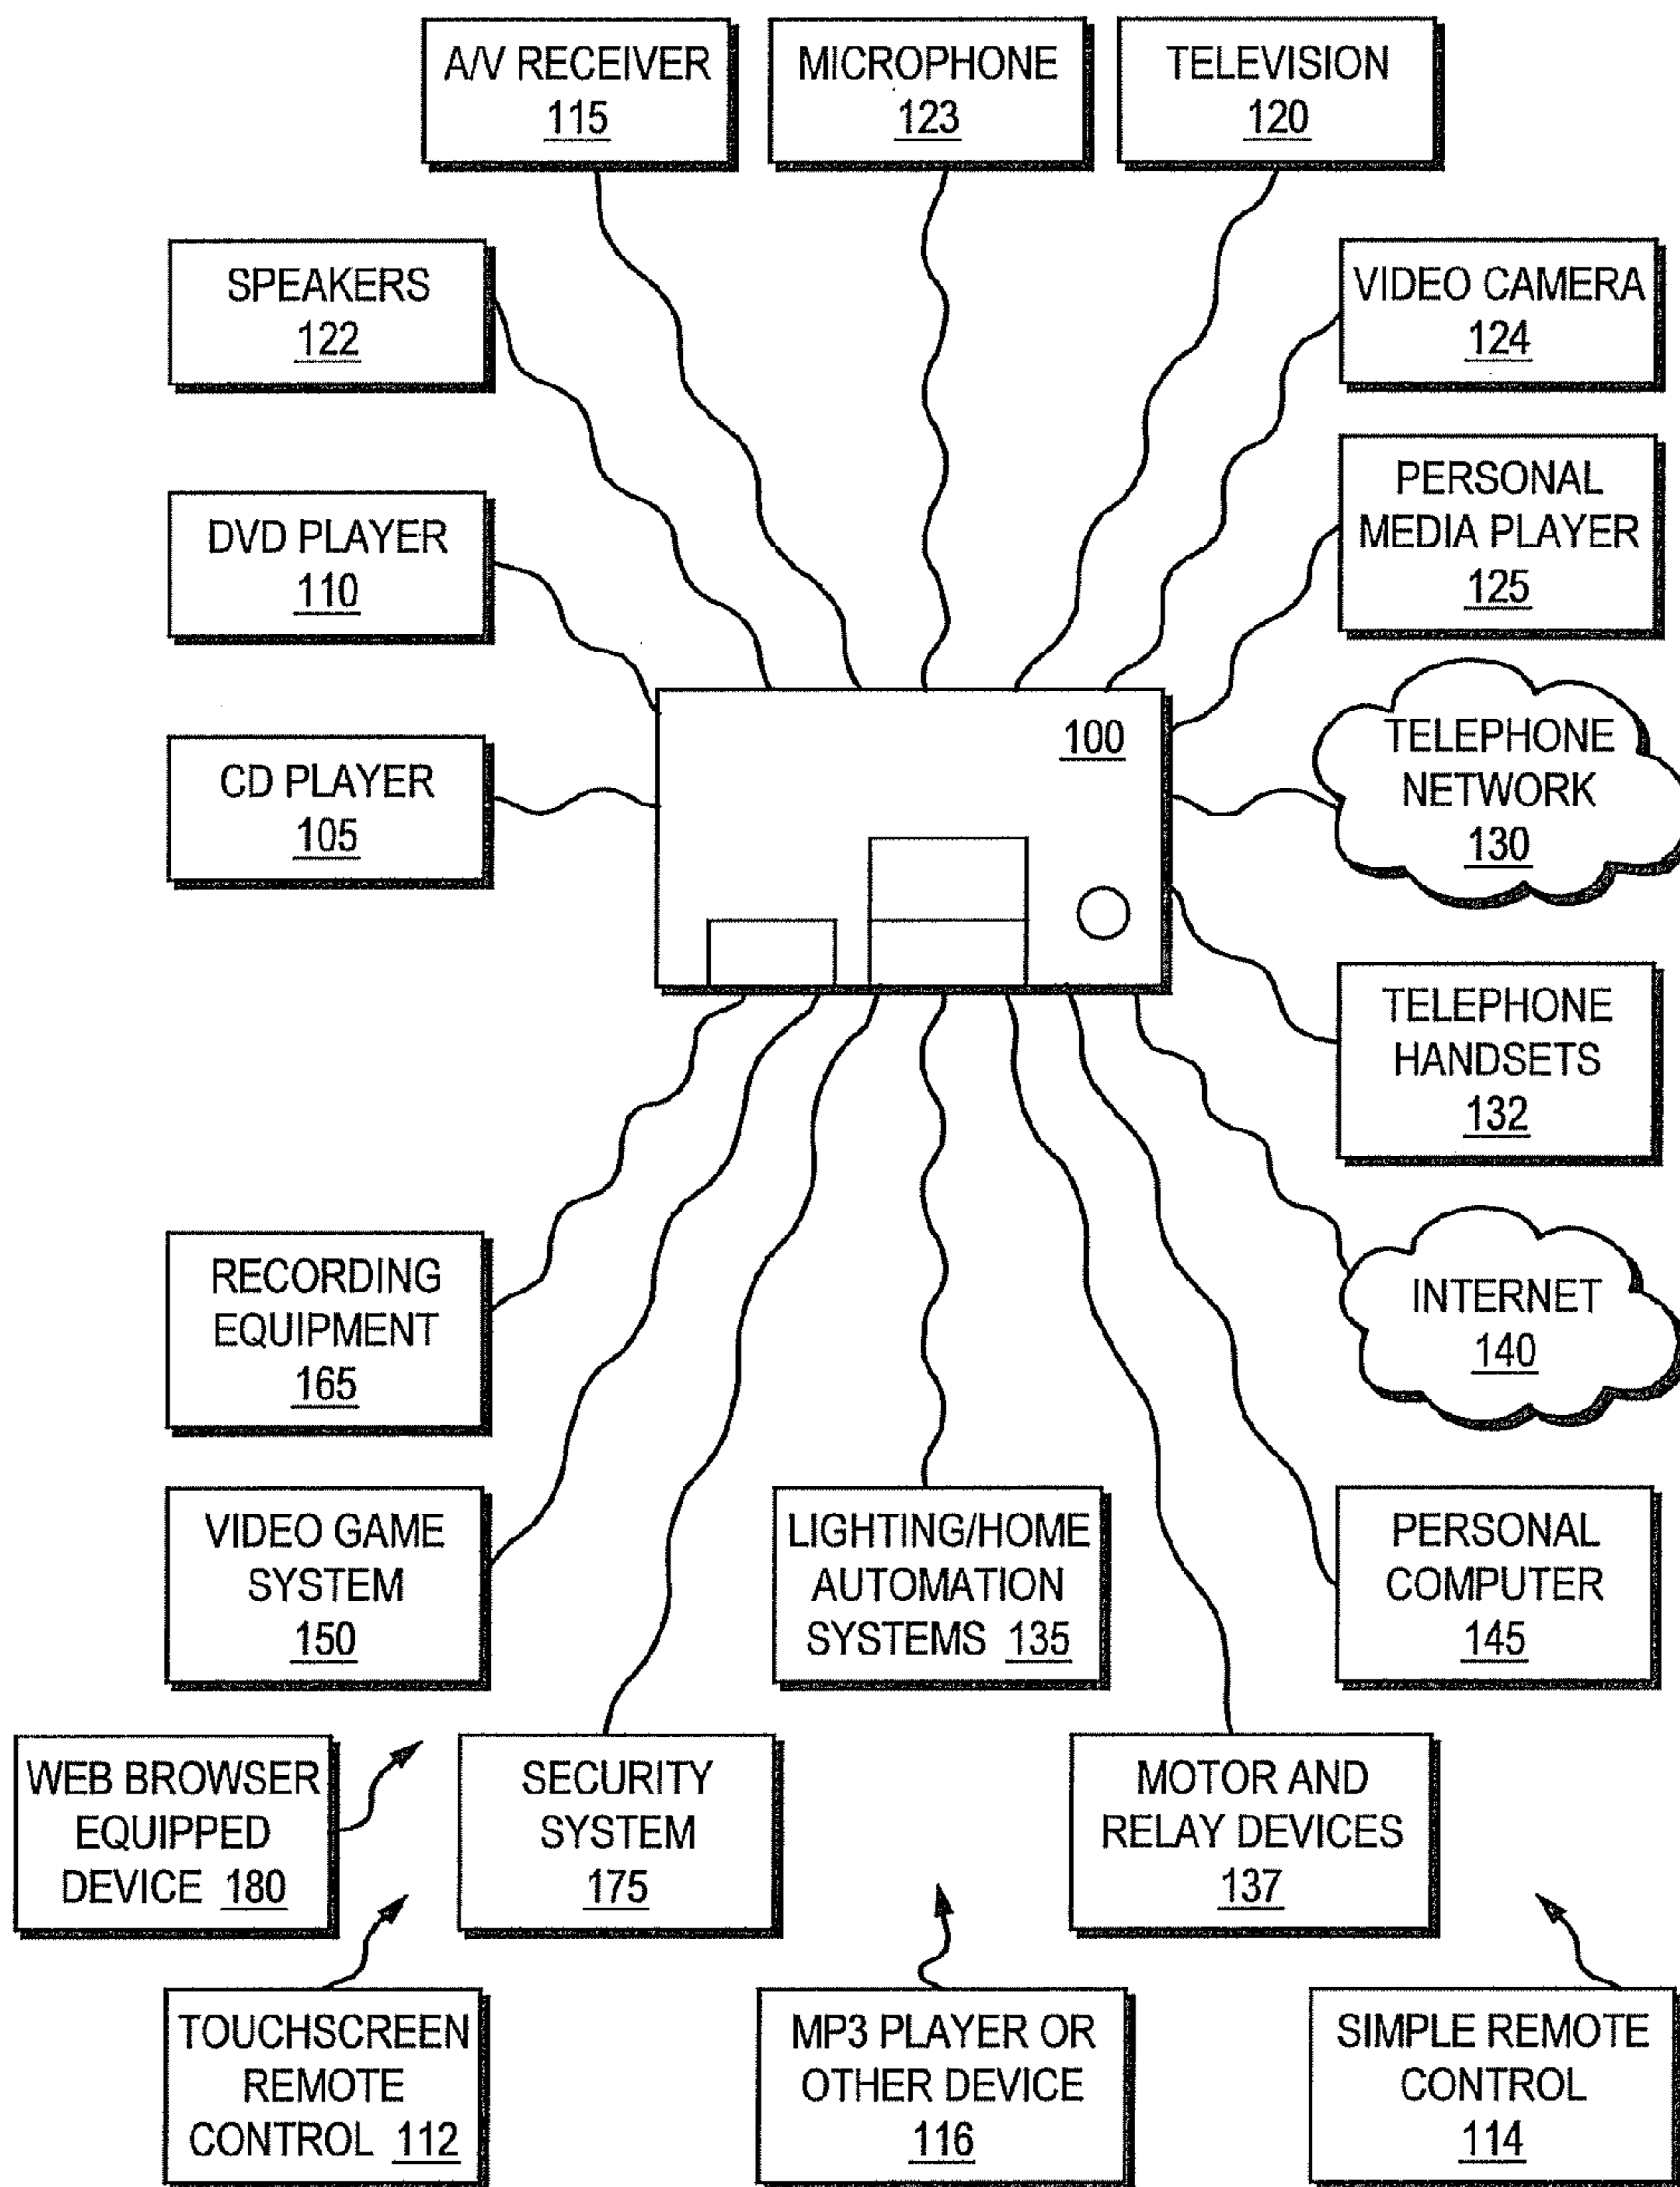 A/V RECEIVER
115
MICROPHONE
123
TELEVISION
120
SPEAKERS
122
VIDEO CAMERA
124
DVD PLAYER
110
PERSONAL
MEDIA PLAYER
125
100
TELEPHONE
NETWORK
130
CD PLAYER
105
TELEPHONE
HANDSETS
132
RECORDING
EQUIPMENT
165
INTERNET
140
VIDEO GAME
SYSTEM
150
LIGHTING/HOME
AUTOMATION
SYSTEMS 135
PERSONAL
COMPUTER
145
WEB BROWSER
EQUIPPED
DEVICE 180
SECURITY
SYSTEM
175
MOTOR AND
RELAY DEVICES
137
TOUCHSCREEN
REMOTE
CONTROL 112
MP3 PLAYER OR
OTHER DEVICE
116
SIMPLE REMOTE
CONTROL
114